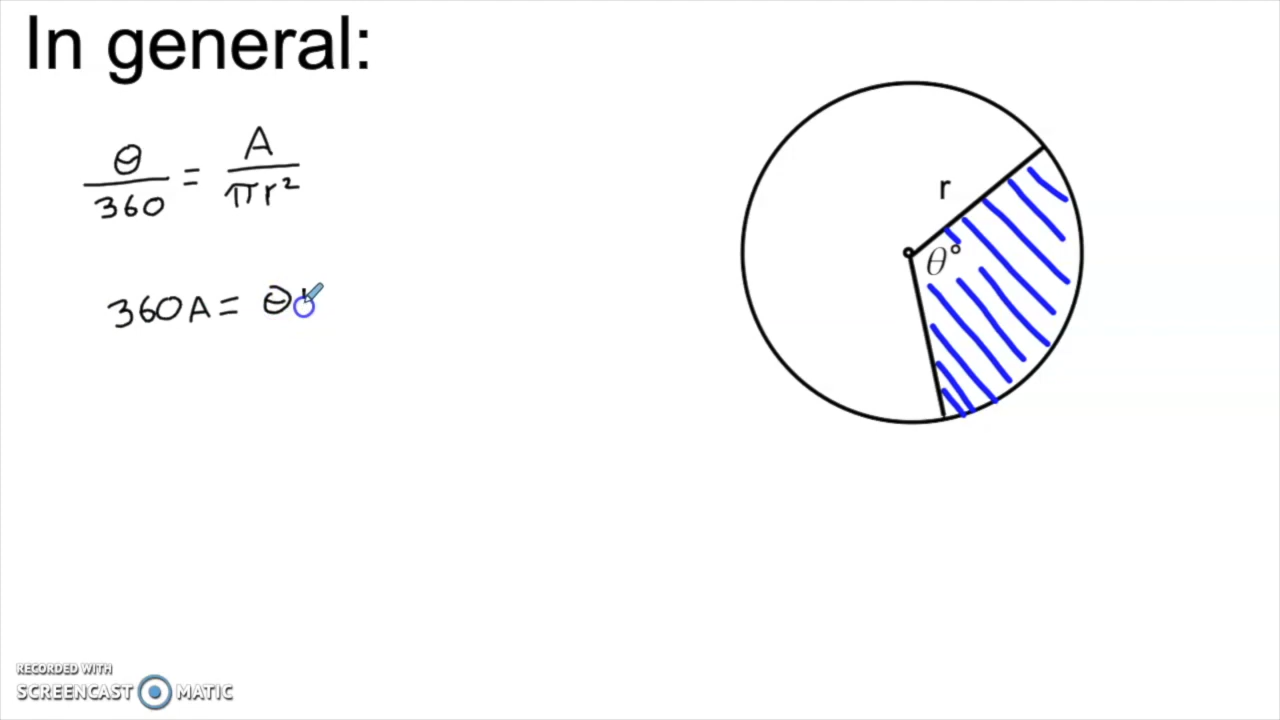 In general:
θ/360 = A/πr²
360A = θ
r
θ°
RECORDED WITH
SCREENCAST MATIC